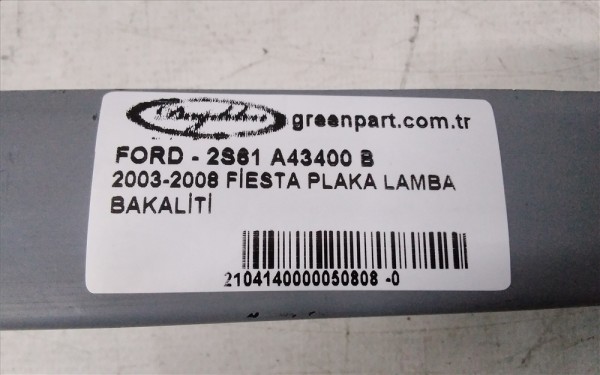 greenpart.com.tr
FORD - 2S61 A43400 B
2003-2008 FİESTA PLAKA LAMBA
BAKALİTİ
2104140000050808 -0